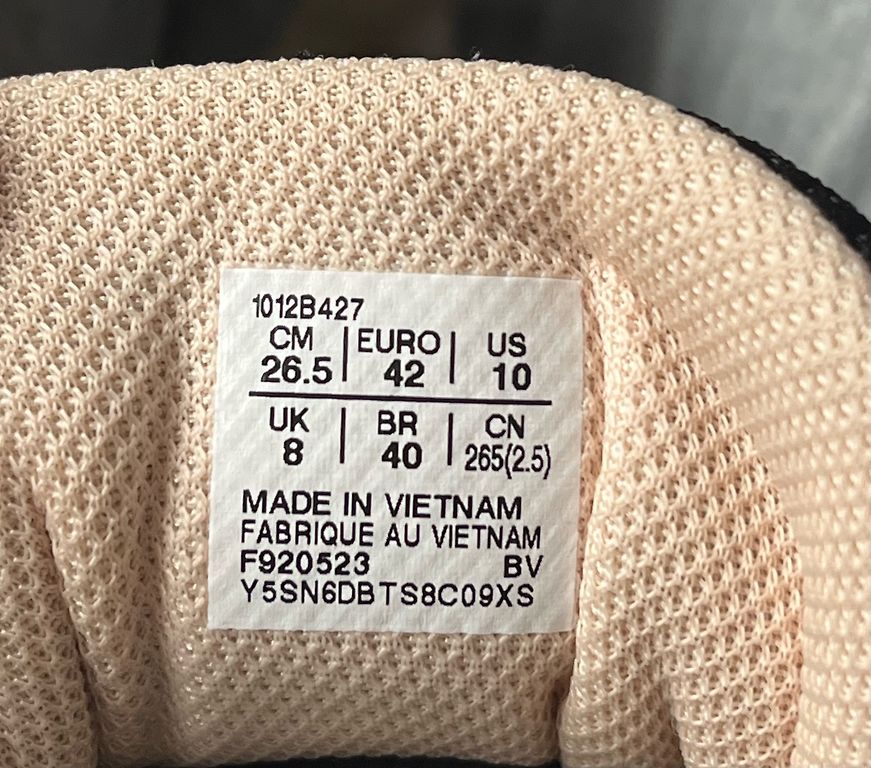 1012B427
CM | EURO | US
26.5 | 42 | 10
UK | BR | CN
8 | 40 | 265(2.5)
MADE IN VIETNAM
FABRIQUE AU VIETNAM
F920523 BV
Y5SN6DBTS8C09XS